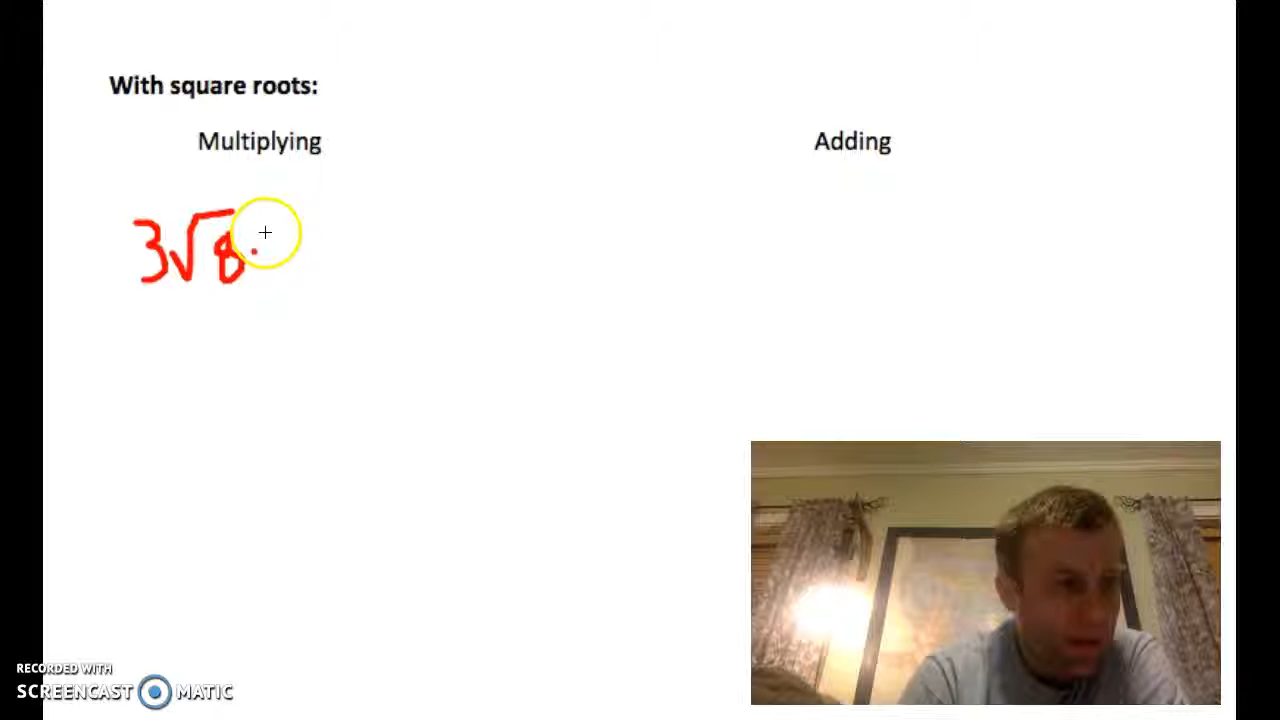 With square roots:
Multiplying Adding
3√8 ·
RECORDED WITH
SCREENCAST MATIC